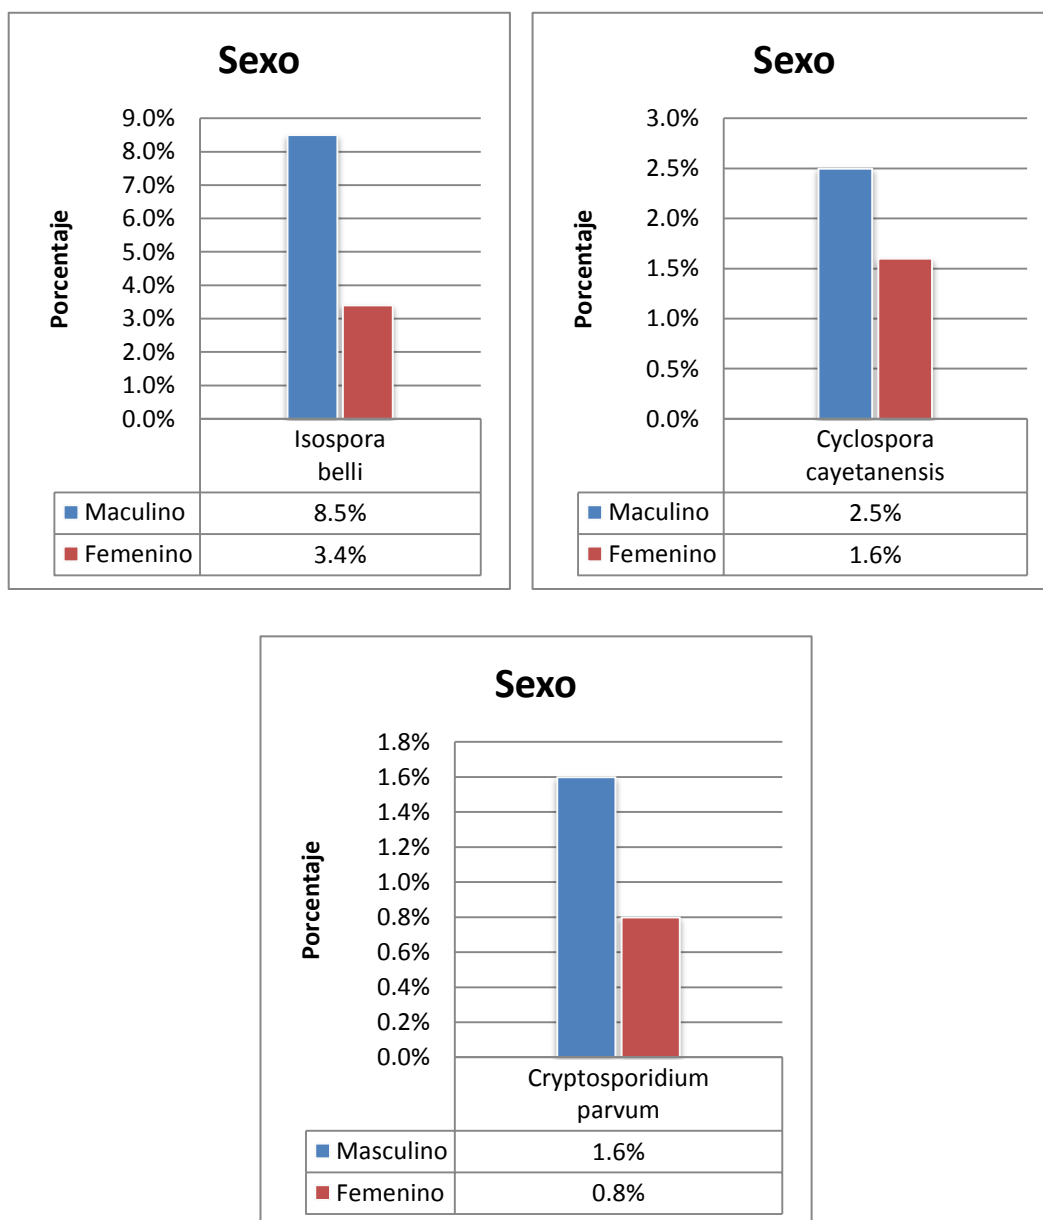 Sexo
9.0%
8.0%
7.0%
6.0%
5.0%
4.0%
3.0%
2.0%
1.0%
0.0%
Porcentaje
Isospora
belli
Maculino 8.5%
Femenino 3.4%
Sexo
3.0%
2.5%
2.0%
1.5%
1.0%
0.5%
0.0%
Porcentaje
Cyclospora
cayetanensis
Maculino 2.5%
Femenino 1.6%
Sexo
1.8%
1.6%
1.4%
1.2%
1.0%
0.8%
0.6%
0.4%
0.2%
0.0%
Porcentaje
Cryptosporidium
parvum
Masculino 1.6%
Femenino 0.8%